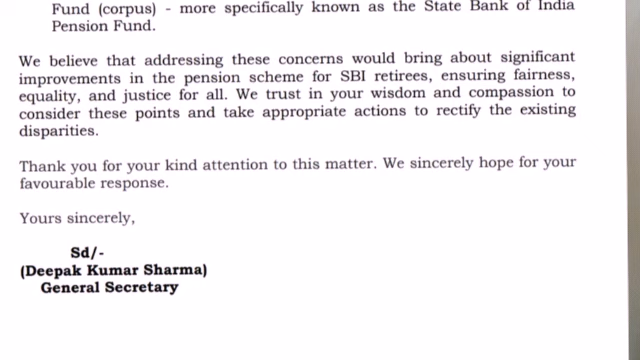 Fund (corpus) - more specifically known as the State Bank of India
Pension Fund.
We believe that addressing these concerns would bring about significant
improvements in the pension scheme for SBI retirees, ensuring fairness,
equality, and justice for all. We trust in your wisdom and compassion to
consider these points and take appropriate actions to rectify the existing
disparities.
Thank you for your kind attention to this matter. We sincerely hope for your
favourable response.
Yours sincerely,
Sd/-
(Deepak Kumar Sharma)
General Secretary